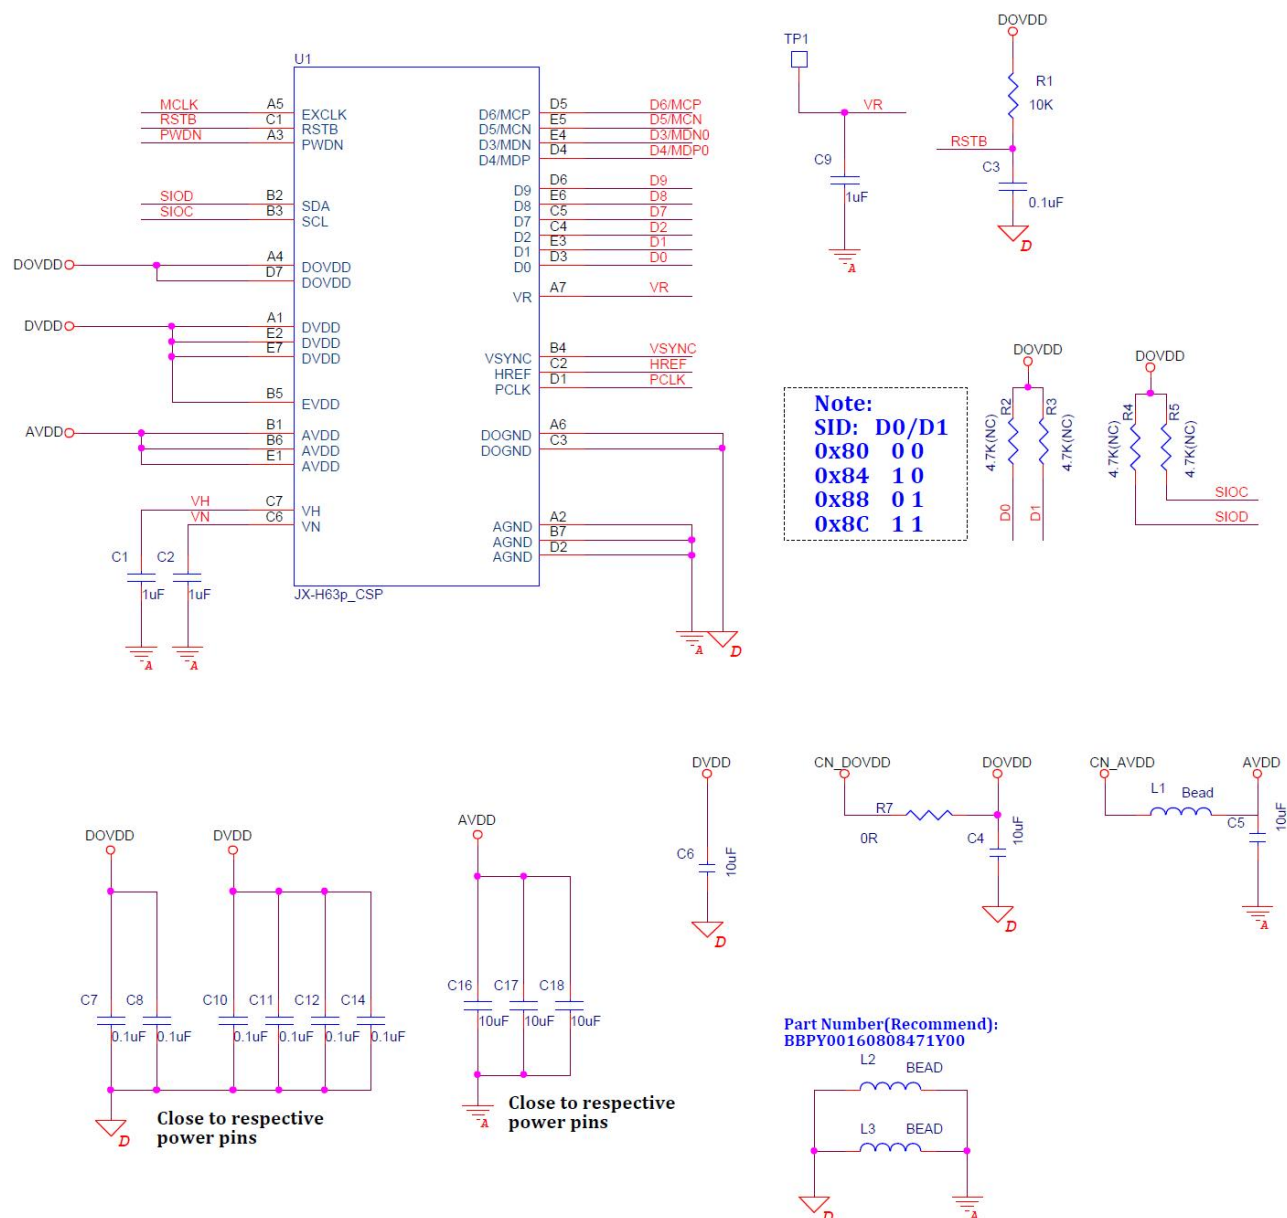 U1
MCLK A5 EXCLK
RSTB C1 RSTB
PWDN A3 PWDN
SIOD B2 SDA
SIOC B3 SCL
DOVDD A4 DOVDD
D7 DOVDD
DVDD A1 DVDD
E2 DVDD
E7 DVDD
B5 EVDD
AVDD B1 AVDD
B6 AVDD
E1 AVDD
VH C7 VH
VN C6 VN
D6/MCP D5 D6/MCP
D5/MCN E5 D5/MCN
D3/MDN E4 D3/MDN0
D4/MDP D4 D4/MDP0
D9 D6 D9
D8 E6 D8
D7 C5 D7
D2 C4 D2
D1 E3 D1
D0 D3 D0
VR A7 VR
VSYNC B4 VSYNC
HREF C2 HREF
PCLK D1 PCLK
DOGND A6
DOGND C3
AGND A2
AGND B7
AGND D2
JX-H63p_CSP
C1 C2
1uF 1uF
A A
A D
TP1
VR
C9
1uF
A
DOVDD
R1
10K
RSTB
C3
0.1uF
D
Note:
SID: D0/D1
0x80 0 0
0x84 1 0
0x88 0 1
0x8C 1 1
DOVDD
R2 R3
4.7K(NC) 4.7K(NC)
D0 D1
DOVDD
R4 R5
4.7K(NC) 4.7K(NC)
SIOC
SIOD
DOVDD DVDD
C7 C8 C10 C11 C12 C14
0.1uF 0.1uF 0.1uF 0.1uF 0.1uF 0.1uF
D
Close to respective
power pins
AVDD
C16 C17 C18
10uF 10uF 10uF
A
Close to respective
power pins
DVDD
C6
10uF
D
CN_DOVDD DOVDD
R7
0R
C4
10uF
D
CN_AVDD AVDD
L1 Bead
C5
10uF
A
Part Number(Recommend):
BBPY00160808471Y00
L2 BEAD
L3 BEAD
D A